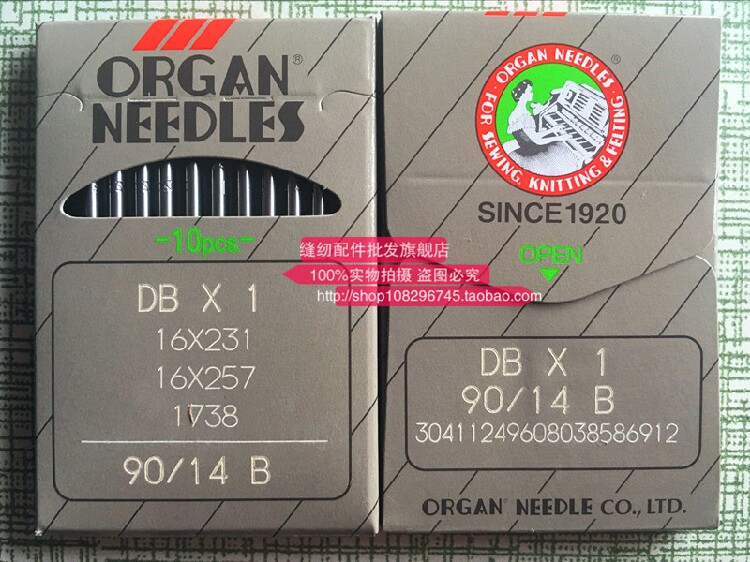 ORGAN®
NEEDLES
-10pcs-
DB X 1
16X231
16X257
1738
90/14 B
ORGAN NEEDLES
FOR SEWING, KNITTING & FELTING
®
SINCE1920
OPEN
DB X 1
90/14 B
30411249608038586912
ORGAN® NEEDLE CO., LTD.
缝纫配件批发旗舰店
100%实物拍摄 盗图必究
http://shop108296745.taobao.com